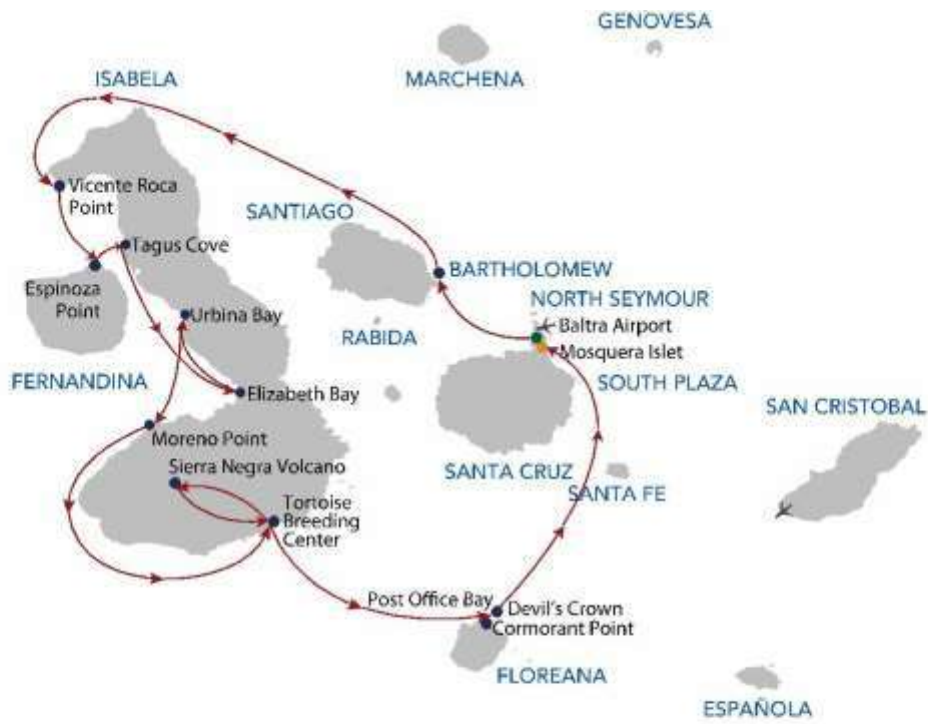 GENOVESA
MARCHENA
ISABELA
Vicente Roca
Point
SANTIAGO
Tagus Cove
BARTHOLOMEW
Espinoza
Point
NORTH SEYMOUR
Urbina Bay
Baltra Airport
RABIDA
Mosquera Islet
FERNANDINA
SOUTH PLAZA
Elizabeth Bay
SAN CRISTOBAL
Moreno Point
Sierra Negra Volcano
SANTA CRUZ
SANTA FE
Tortoise
Breeding
Center
Post Office Bay
Devil's Crown
Cormorant Point
FLOREANA
ESPAÑOLA